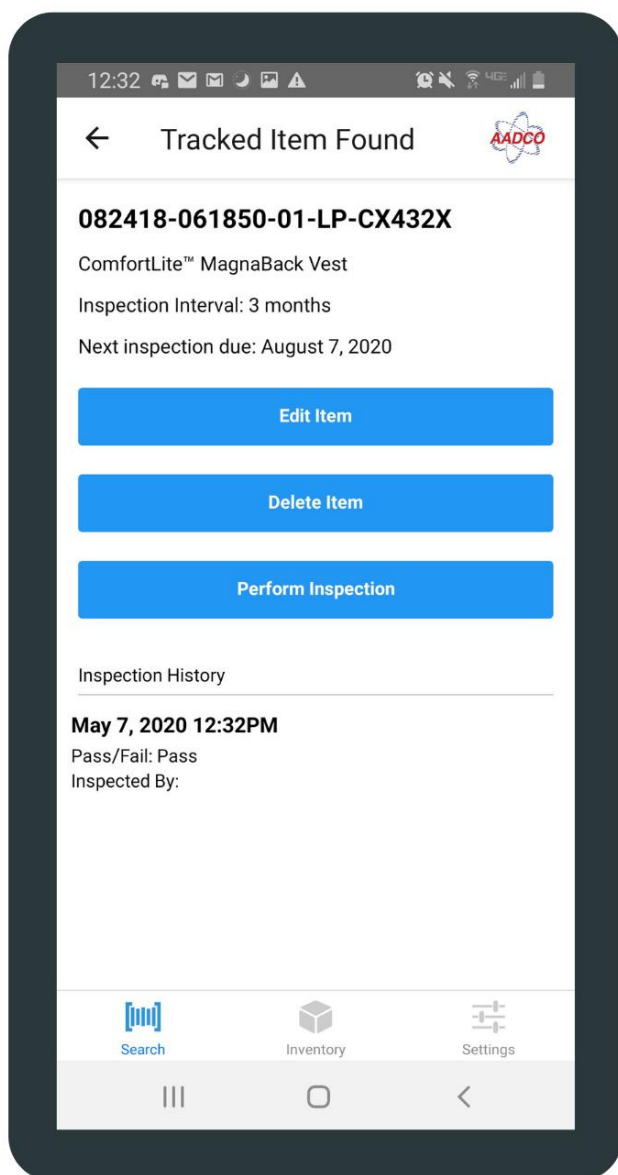 12:32
4GE
Tracked Item Found
AADCO
082418-061850-01-LP-CX432X
ComfortLite™ MagnaBack Vest
Inspection Interval: 3 months
Next inspection due: August 7, 2020
Edit Item
Delete Item
Perform Inspection
Inspection History
May 7, 2020 12:32PM
Pass/Fail: Pass
Inspected By:
Search
Inventory
Settings